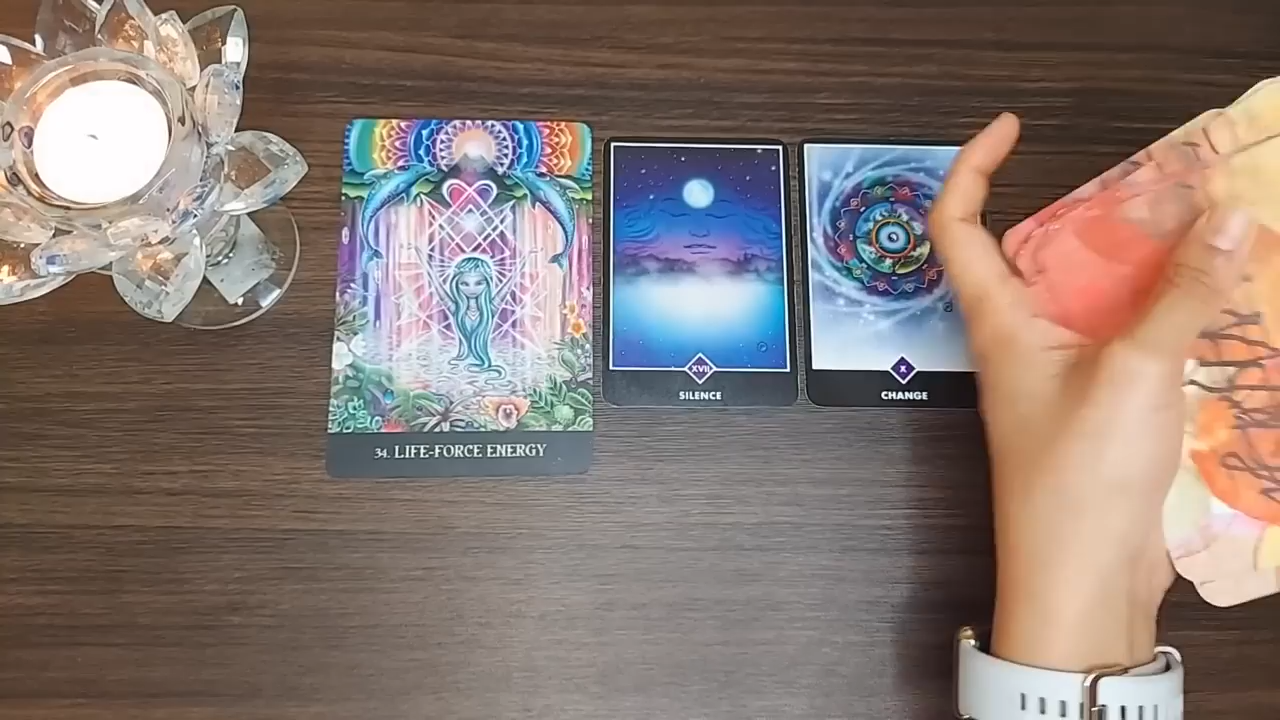 34. LIFE-FORCE ENERGY
XVII
SILENCE
X
CHANGE